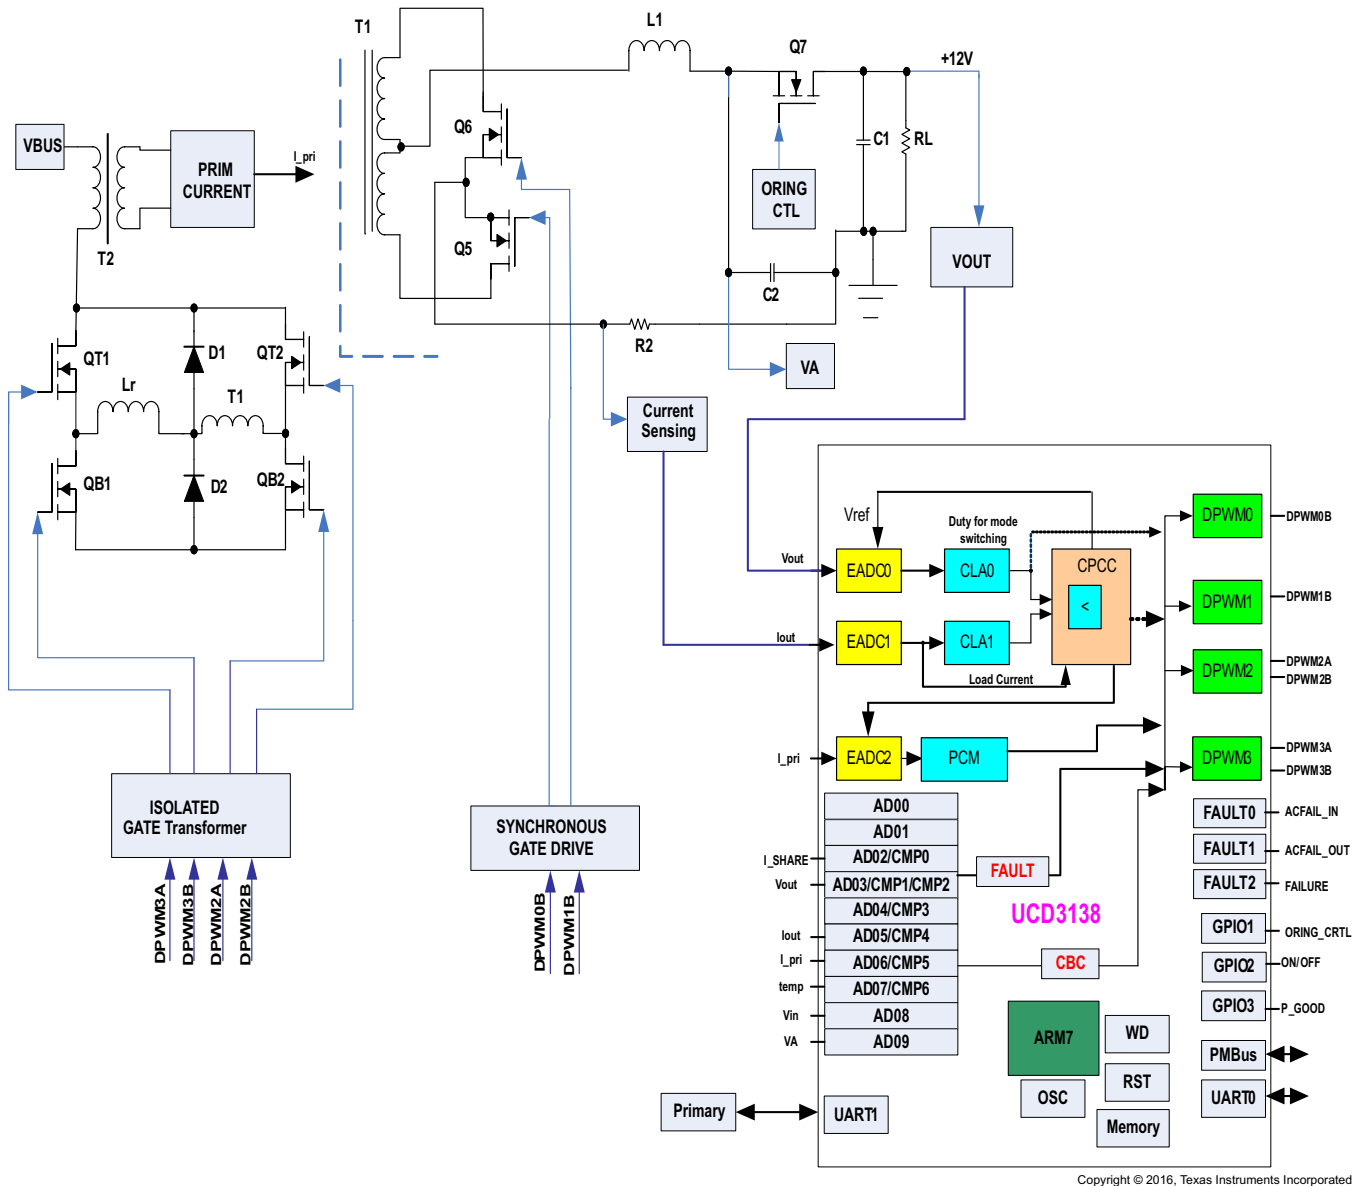 T1
L1
Q7
+12V
VBUS
PRIM
CURRENT
I_pri
Q6
C1
RL
ORING
CTL
T2
Q5
VOUT
C2
QT1
D1
QT2
R2
VA
Lr
T1
Current
Sensing
QB1
D2
QB2
Vref
Duty for mode
switching
DPWM0
DPWM0B
Vout
EADC0
CLA0
CPCC
<
DPWM1
DPWM1B
Iout
EADC1
CLA1
Load Current
DPWM2
DPWM2A
DPWM2B
I_pri
EADC2
PCM
DPWM3
DPWM3A
DPWM3B
ISOLATED
GATE Transformer
SYNCHRONOUS
GATE DRIVE
DPWM3A
DPWM3B
DPWM2A
DPWM2B
DPWM0B
DPWM1B
AD00
AD01
I_SHARE
AD02/CMP0
Vout
AD03/CMP1/CMP2
AD04/CMP3
Iout
AD05/CMP4
I_pri
AD06/CMP5
temp
AD07/CMP6
Vin
AD08
VA
AD09
FAULT
UCD3138
CBC
FAULT0
ACFAIL_IN
FAULT1
ACFAIL_OUT
FAULT2
FAILURE
GPIO1
ORING_CRTL
GPIO2
ON/OFF
GPIO3
P_GOOD
ARM7
WD
PMBus
OSC
RST
UART0
Primary
UART1
Memory
Copyright © 2016, Texas Instruments Incorporated